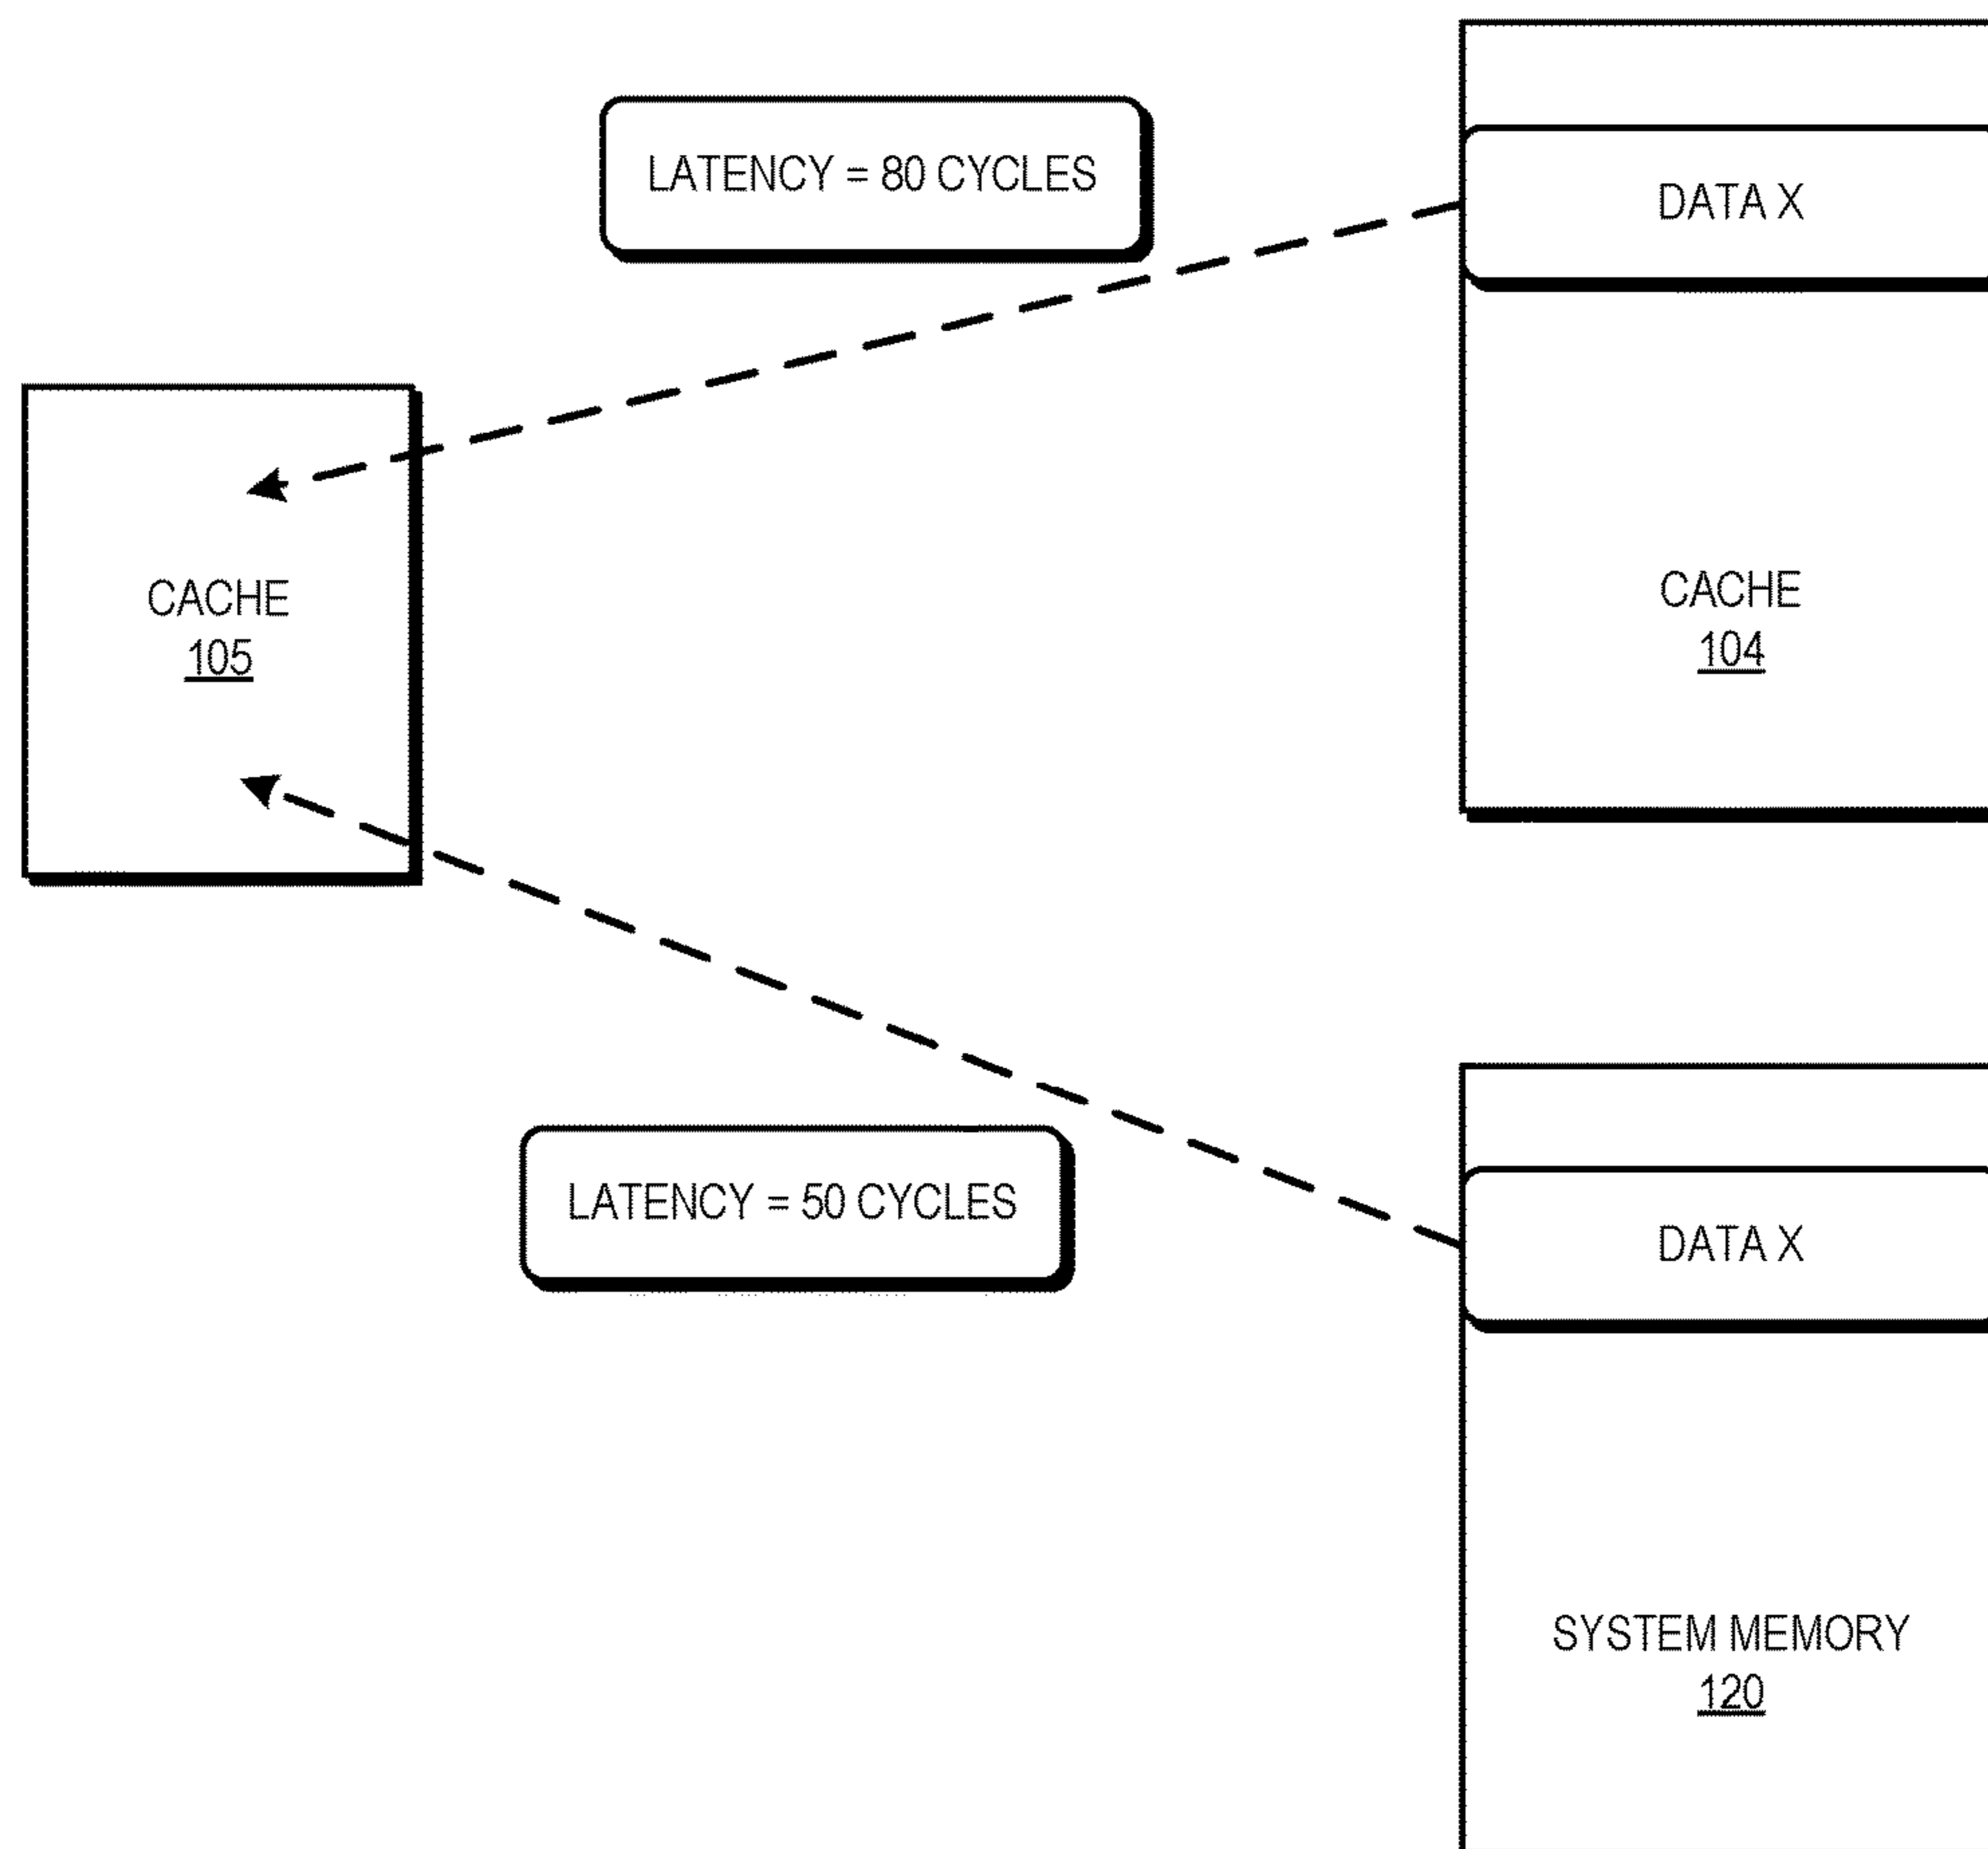 LATENCY = 80 CYCLES
DATA X
CACHE
105
CACHE
104
LATENCY = 50 CYCLES
DATA X
SYSTEM MEMORY
120